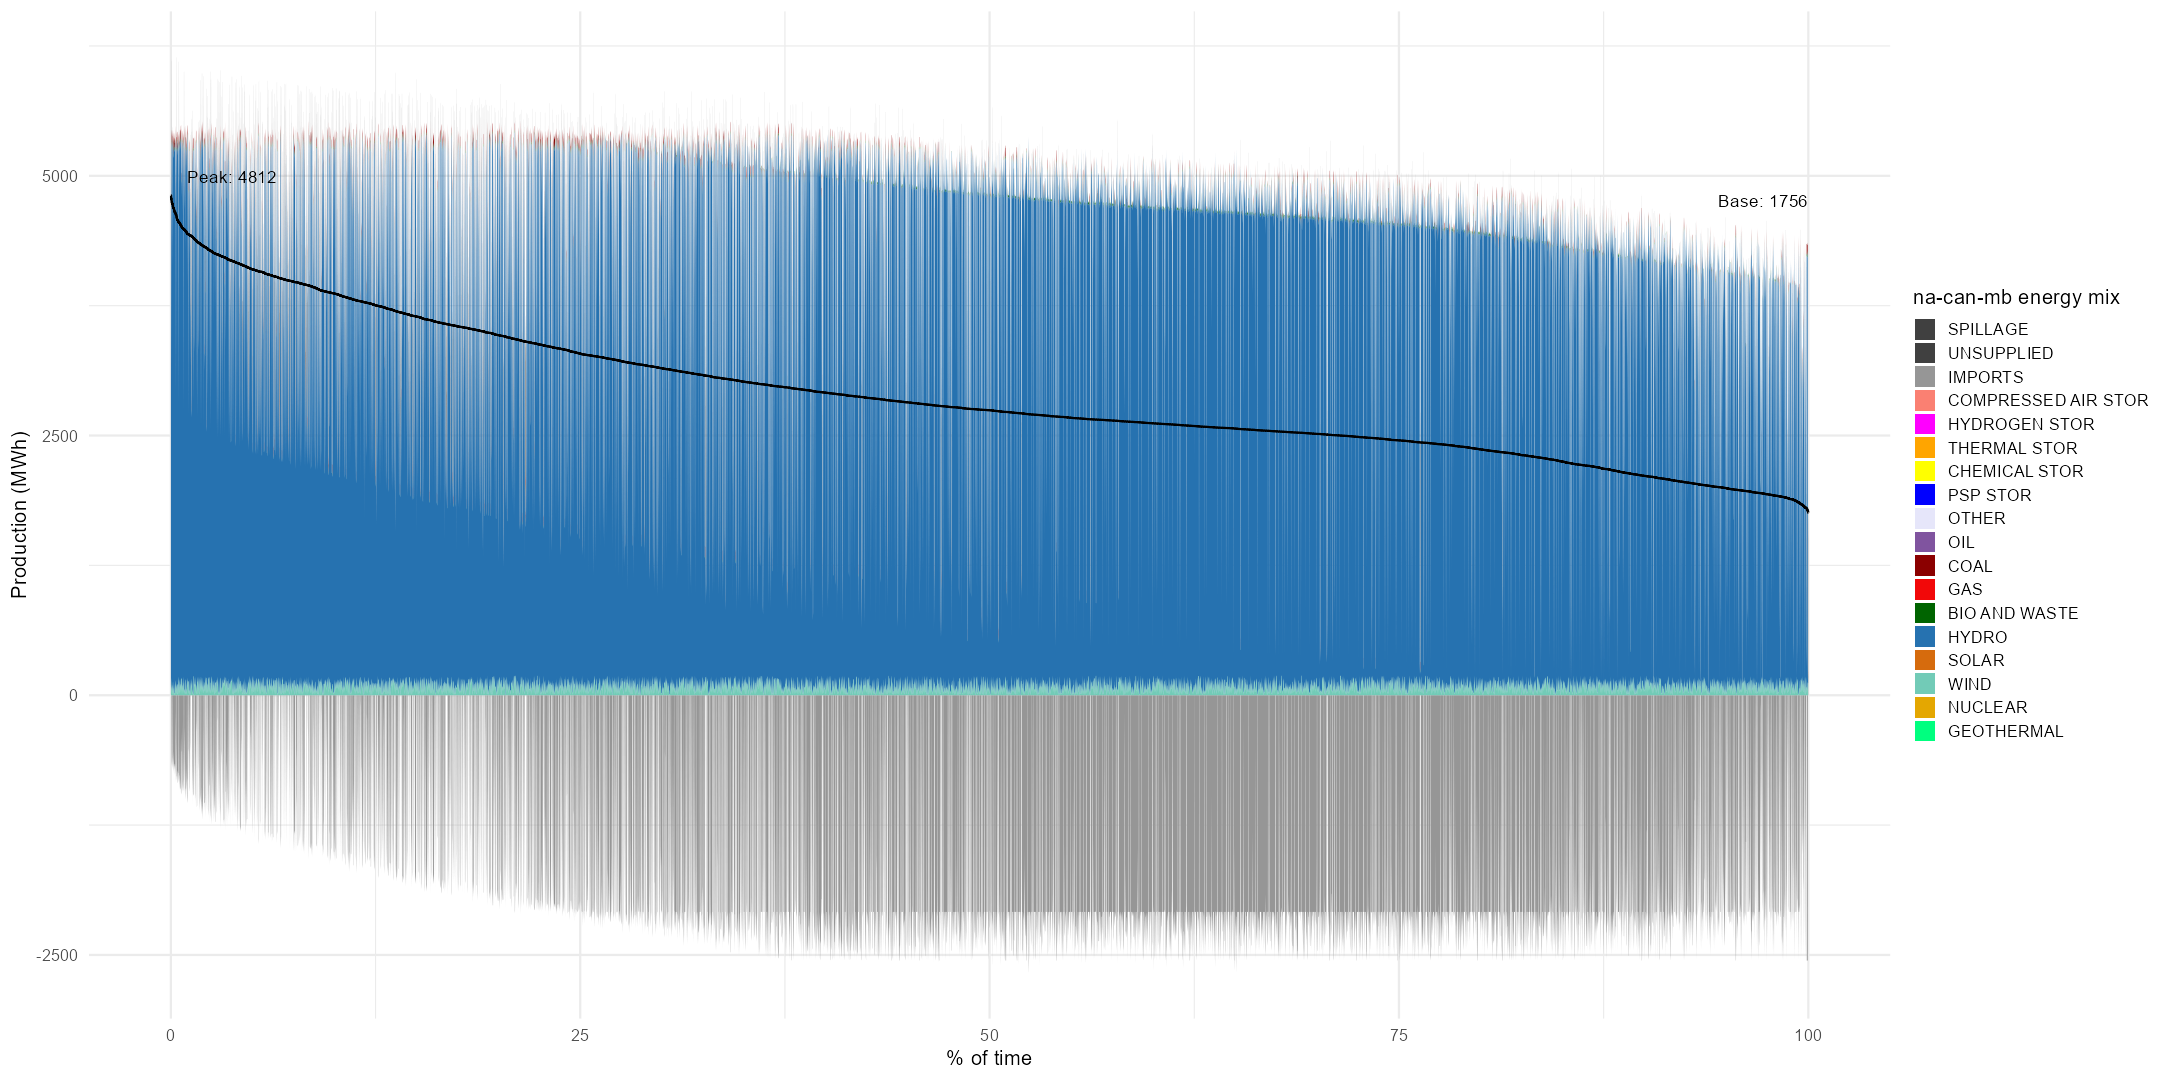 Peak: 4812
Base: 1756
5000
2500
0
-2500
Production (MWh)
0
25
50
75
100
% of time
na-can-mb energy mix
SPILLAGE
UNSUPPLIED
IMPORTS
COMPRESSED AIR STOR
HYDROGEN STOR
THERMAL STOR
CHEMICAL STOR
PSP STOR
OTHER
OIL
COAL
GAS
BIO AND WASTE
HYDRO
SOLAR
WIND
NUCLEAR
GEOTHERMAL